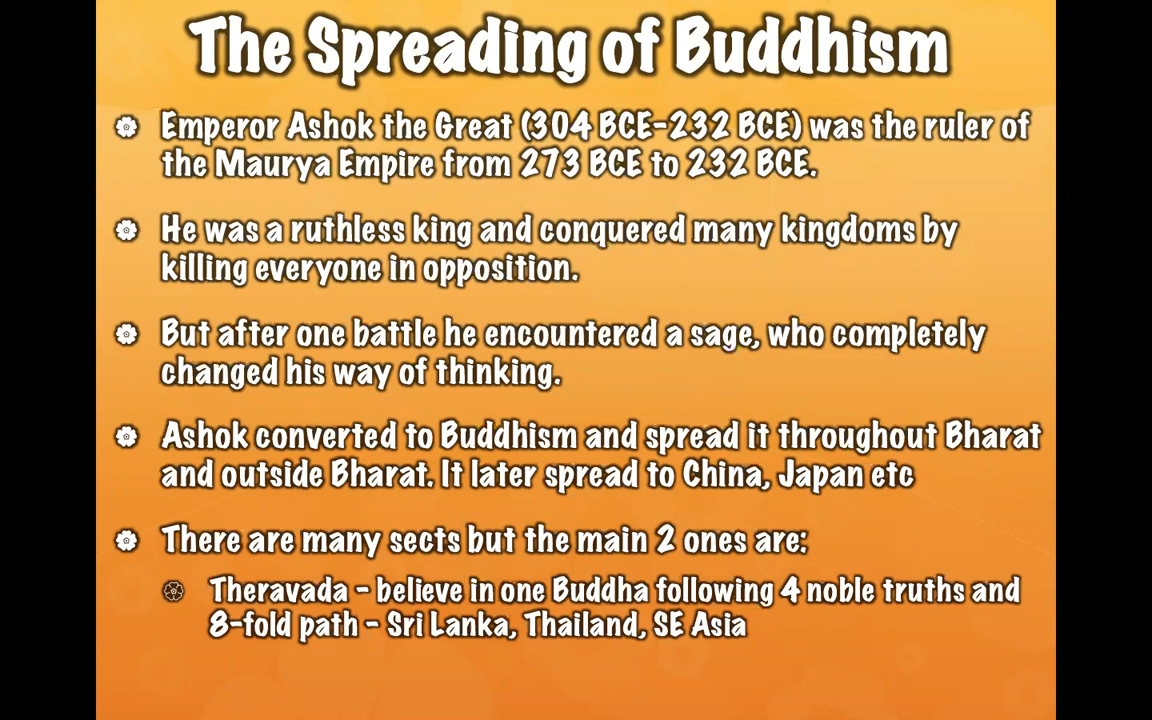 The Spreading of Buddhism
Emperor Ashok the Great (304 BCE-232 BCE) was the ruler of
the Maurya Empire from 273 BCE to 232 BCE.
He was a ruthless king and conquered many kingdoms by
killing everyone in opposition.
But after one battle he encountered a sage, who completely
changed his way of thinking.
Ashok converted to Buddhism and spread it throughout Bharat
and outside Bharat. It later spread to China, Japan etc
There are many sects but the main 2 ones are:
Theravada - believe in one Buddha following 4 noble truths and
8-fold path - Sri Lanka, Thailand, SE Asia